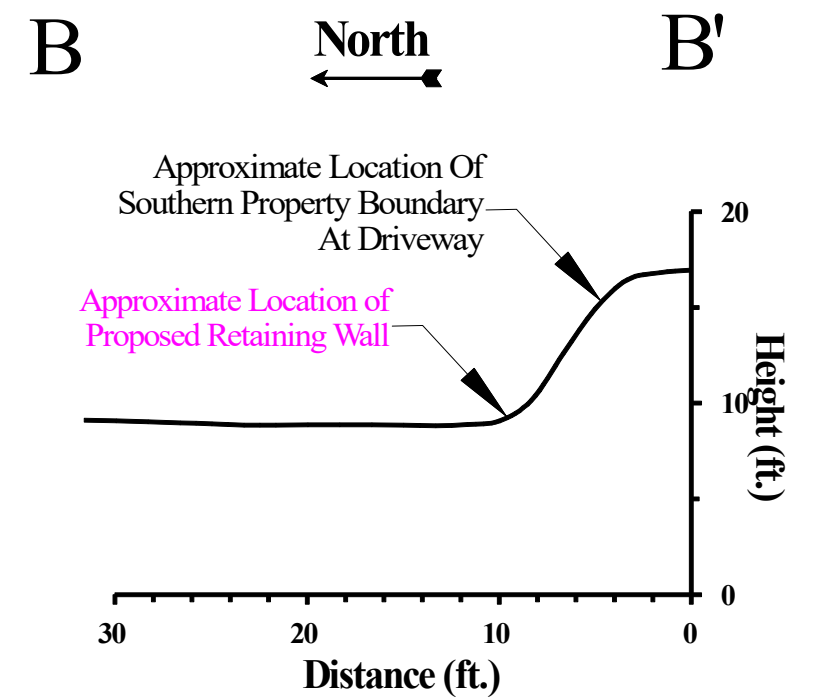 B
North
B'
Approximate Location Of
Southern Property Boundary
At Driveway
Approximate Location of
Proposed Retaining Wall
20
10
0
Height (ft.)
30
20
10
0
Distance (ft.)